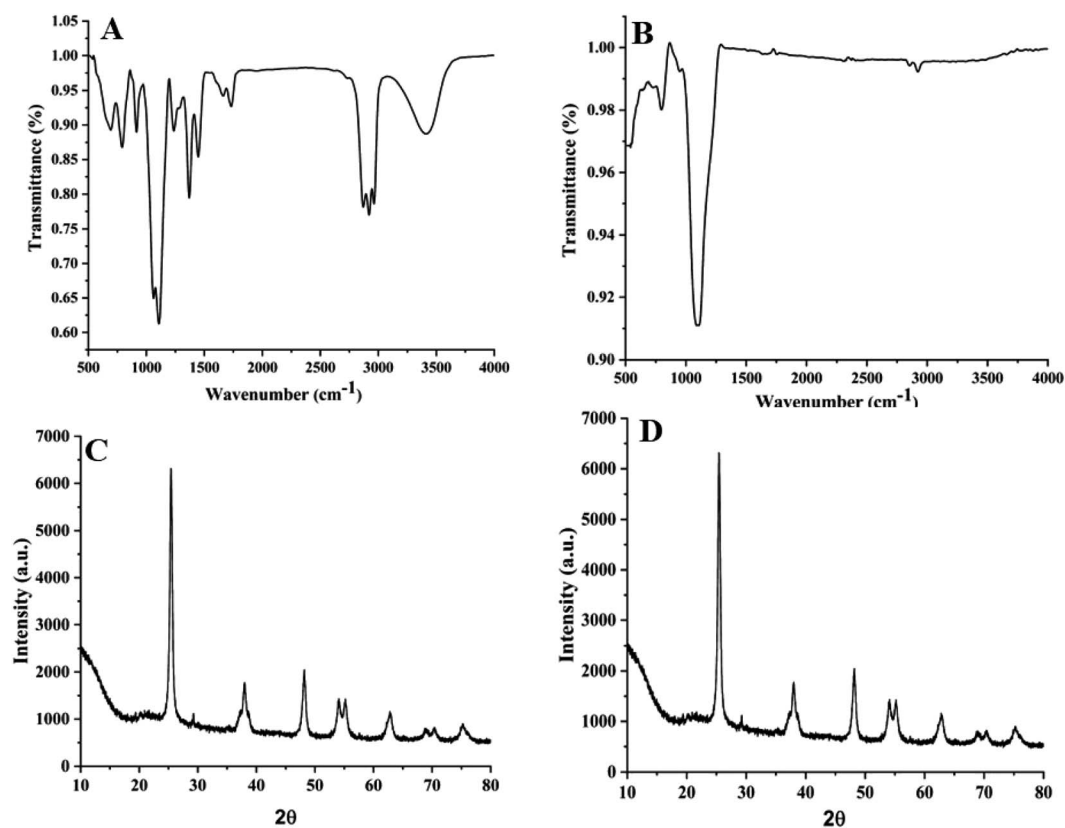 A
1.05
1.00
0.95
0.90
0.85
0.80
0.75
0.70
0.65
0.60
Transmittance (%)
500 1000 1500 2000 2500 3000 3500 4000
Wavenumber (cm-1)
B
1.00
0.98
0.96
0.94
0.92
0.90
Transmittance (%)
500 1000 1500 2000 2500 3000 3500 4000
Wavenumber (cm-1)
C
7000
6000
5000
4000
3000
2000
1000
0
Intensity (a.u.)
10 20 30 40 50 60 70 80
2θ
D
7000
6000
5000
4000
3000
2000
1000
0
Intensity (a.u.)
10 20 30 40 50 60 70 80
2θ